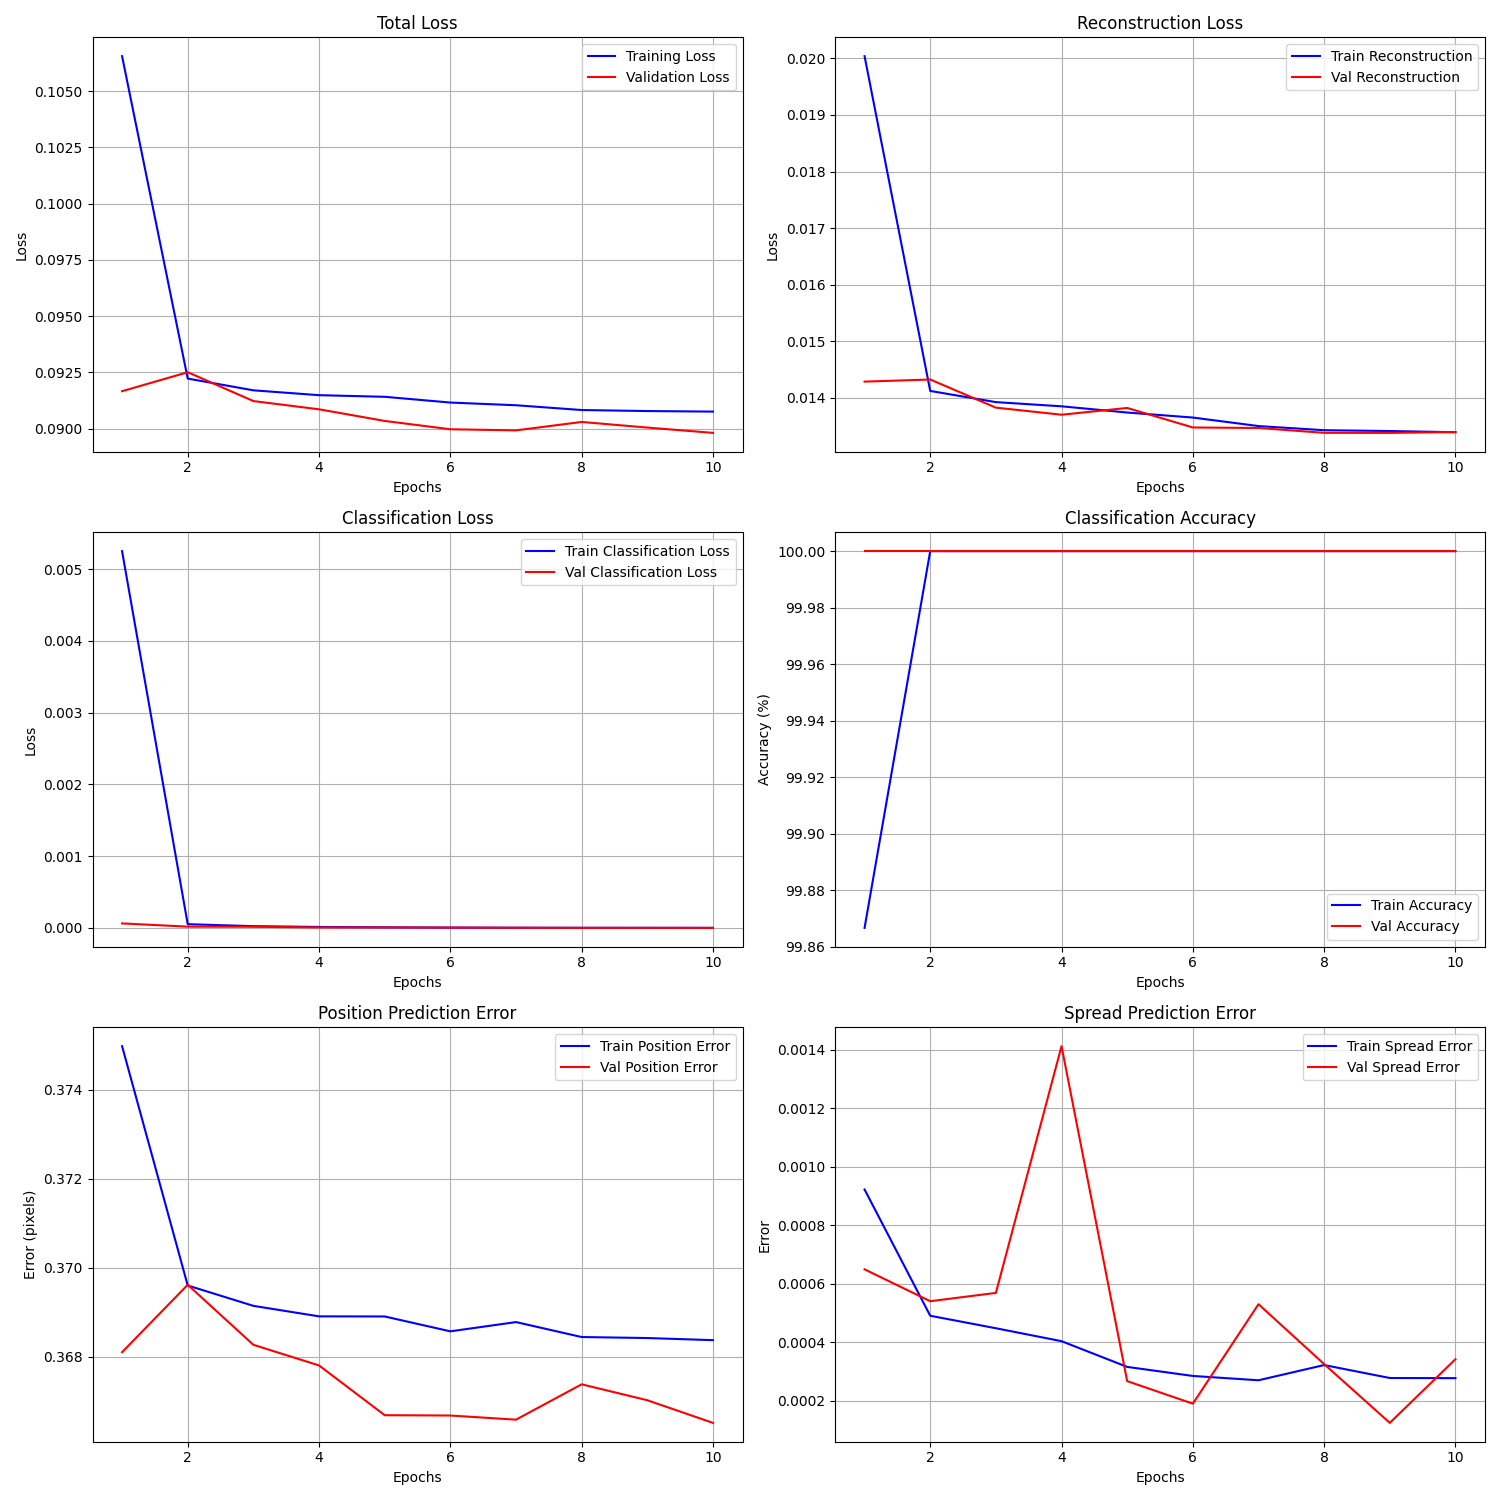 Total Loss
Training Loss
Validation Loss
0.1050
0.1025
0.1000
0.0975
0.0950
0.0925
0.0900
Loss
2 4 6 8 10
Epochs
Reconstruction Loss
Train Reconstruction
Val Reconstruction
0.020
0.019
0.018
0.017
0.016
0.015
0.014
Loss
2 4 6 8 10
Epochs
Classification Loss
Train Classification Loss
Val Classification Loss
0.005
0.004
0.003
0.002
0.001
0.000
Loss
2 4 6 8 10
Epochs
Classification Accuracy
100.00
99.98
99.96
99.94
99.92
99.90
99.88
99.86
Accuracy (%)
Train Accuracy
Val Accuracy
2 4 6 8 10
Epochs
Position Prediction Error
Train Position Error
Val Position Error
0.374
0.372
0.370
0.368
Error (pixels)
2 4 6 8 10
Epochs
Spread Prediction Error
Train Spread Error
Val Spread Error
0.0014
0.0012
0.0010
0.0008
0.0006
0.0004
0.0002
Error
2 4 6 8 10
Epochs